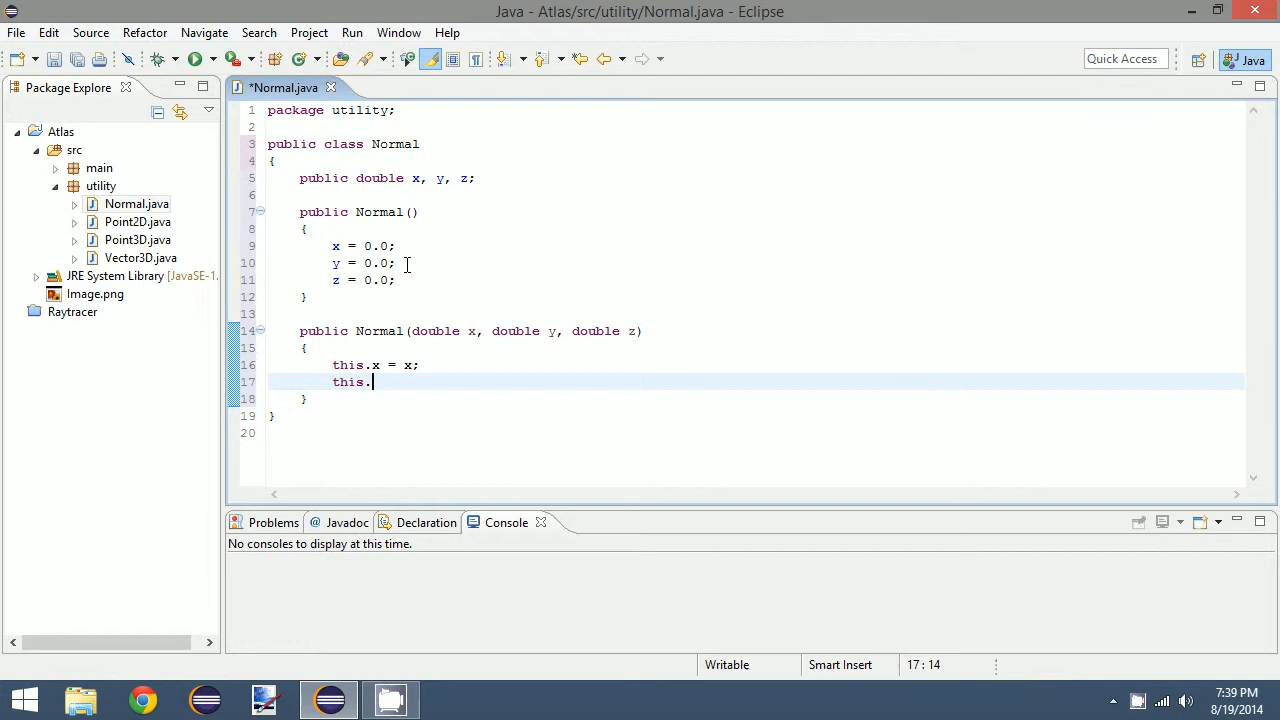 Java - Atlas/src/utility/Normal.java - Eclipse
File Edit Source Refactor Navigate Search Project Run Window Help
Quick Access Java
Package Explore
*Normal.java
Atlas
src
main
utility
Normal.java
Point2D.java
Point3D.java
Vector3D.java
JRE System Library [JavaSE-1.
Image.png
Raytracer
1 package utility;
2
3 public class Normal
4 {
5 public double x, y, z;
6
7 public Normal()
8 {
9 x = 0.0;
10 y = 0.0;
11 z = 0.0;
12 }
13
14 public Normal(double x, double y, double z)
15 {
16 this.x = x;
17 this.
18 }
19 }
20
Problems @ Javadoc Declaration Console
No consoles to display at this time.
Writable Smart Insert 17 : 14
7:39 PM
8/19/2014